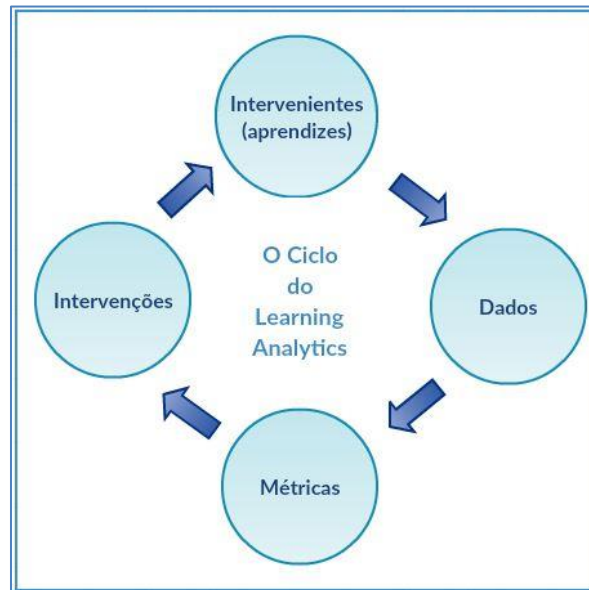 Intervenientes
(aprendizes)
O Ciclo
do
Learning
Analytics
Intervenções
Dados
Métricas